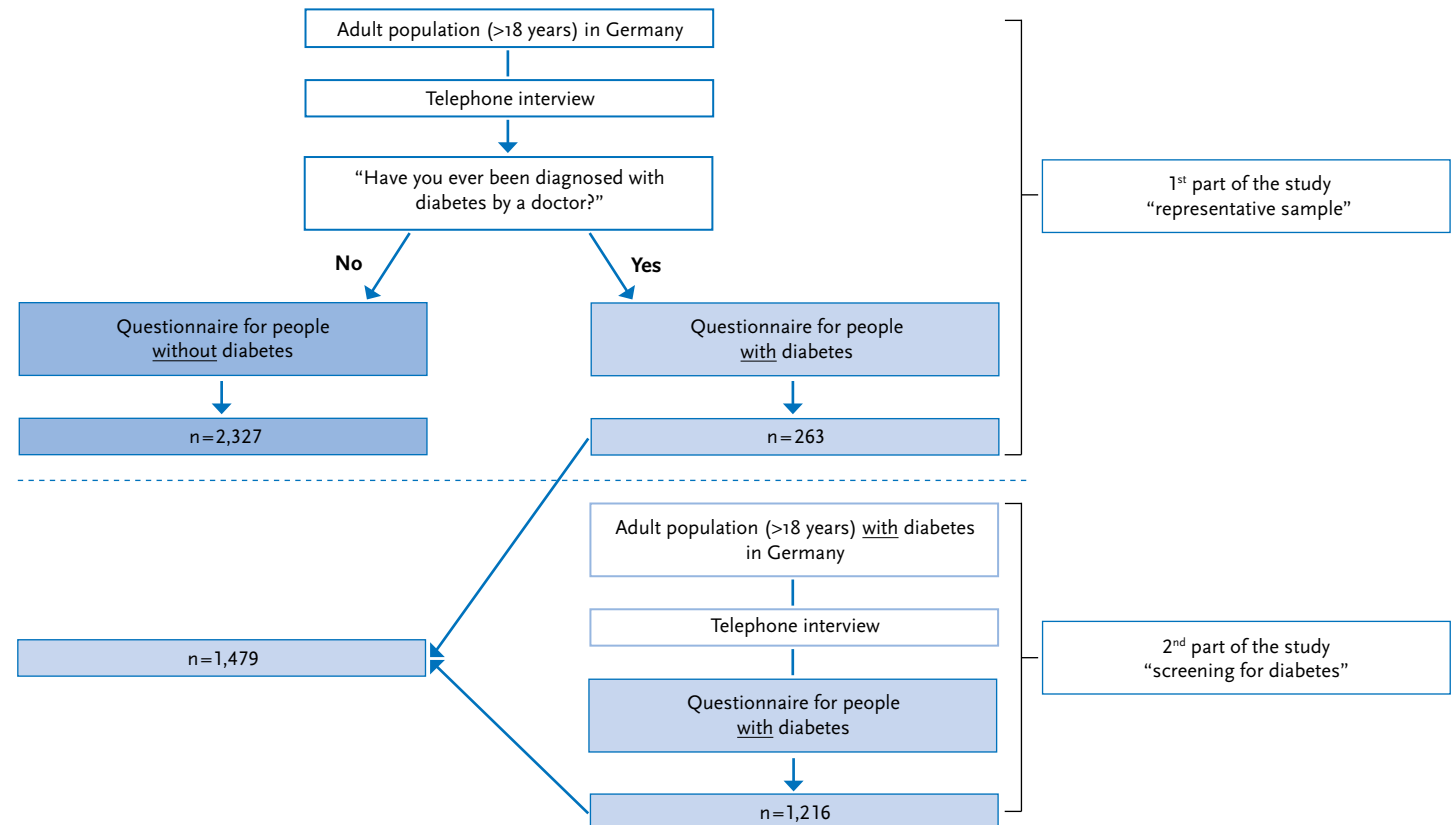 Adult population (>18 years) in Germany
Telephone interview
“Have you ever been diagnosed with
diabetes by a doctor?”
1st part of the study
“representative sample”
No
Yes
Questionnaire for people
without diabetes
Questionnaire for people
with diabetes
n=2,327
n=263
Adult population (>18 years) with diabetes
in Germany
Telephone interview
n=1,479
2nd part of the study
“screening for diabetes”
Questionnaire for people
with diabetes
n=1,216